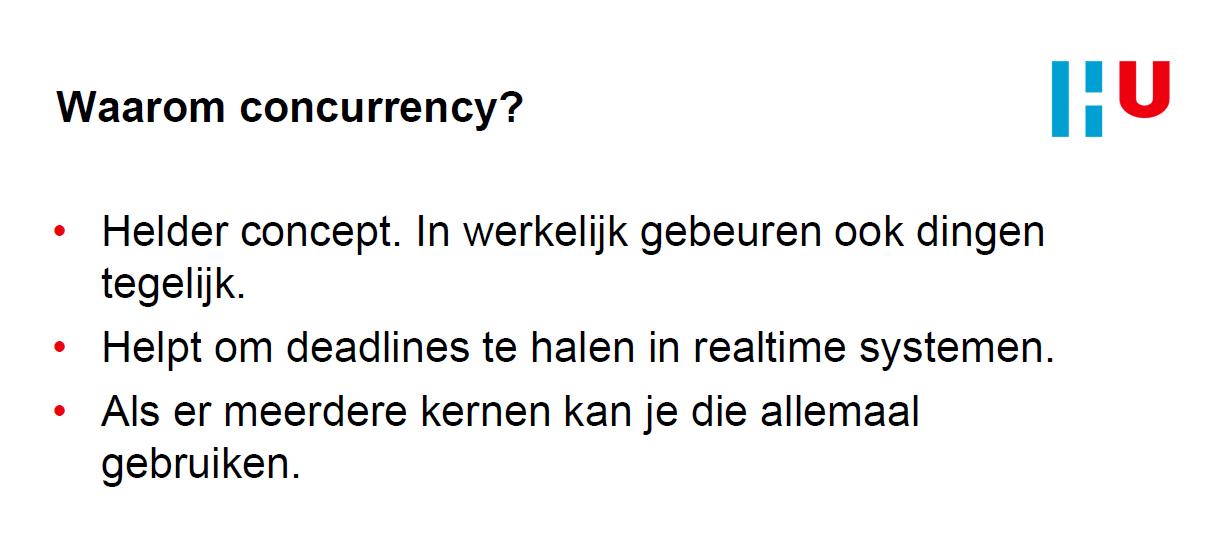 Waarom concurrency?
HU
• Helder concept. In werkelijk gebeuren ook dingen
tegelijk.
• Helpt om deadlines te halen in realtime systemen.
• Als er meerdere kernen kan je die allemaal
gebruiken.